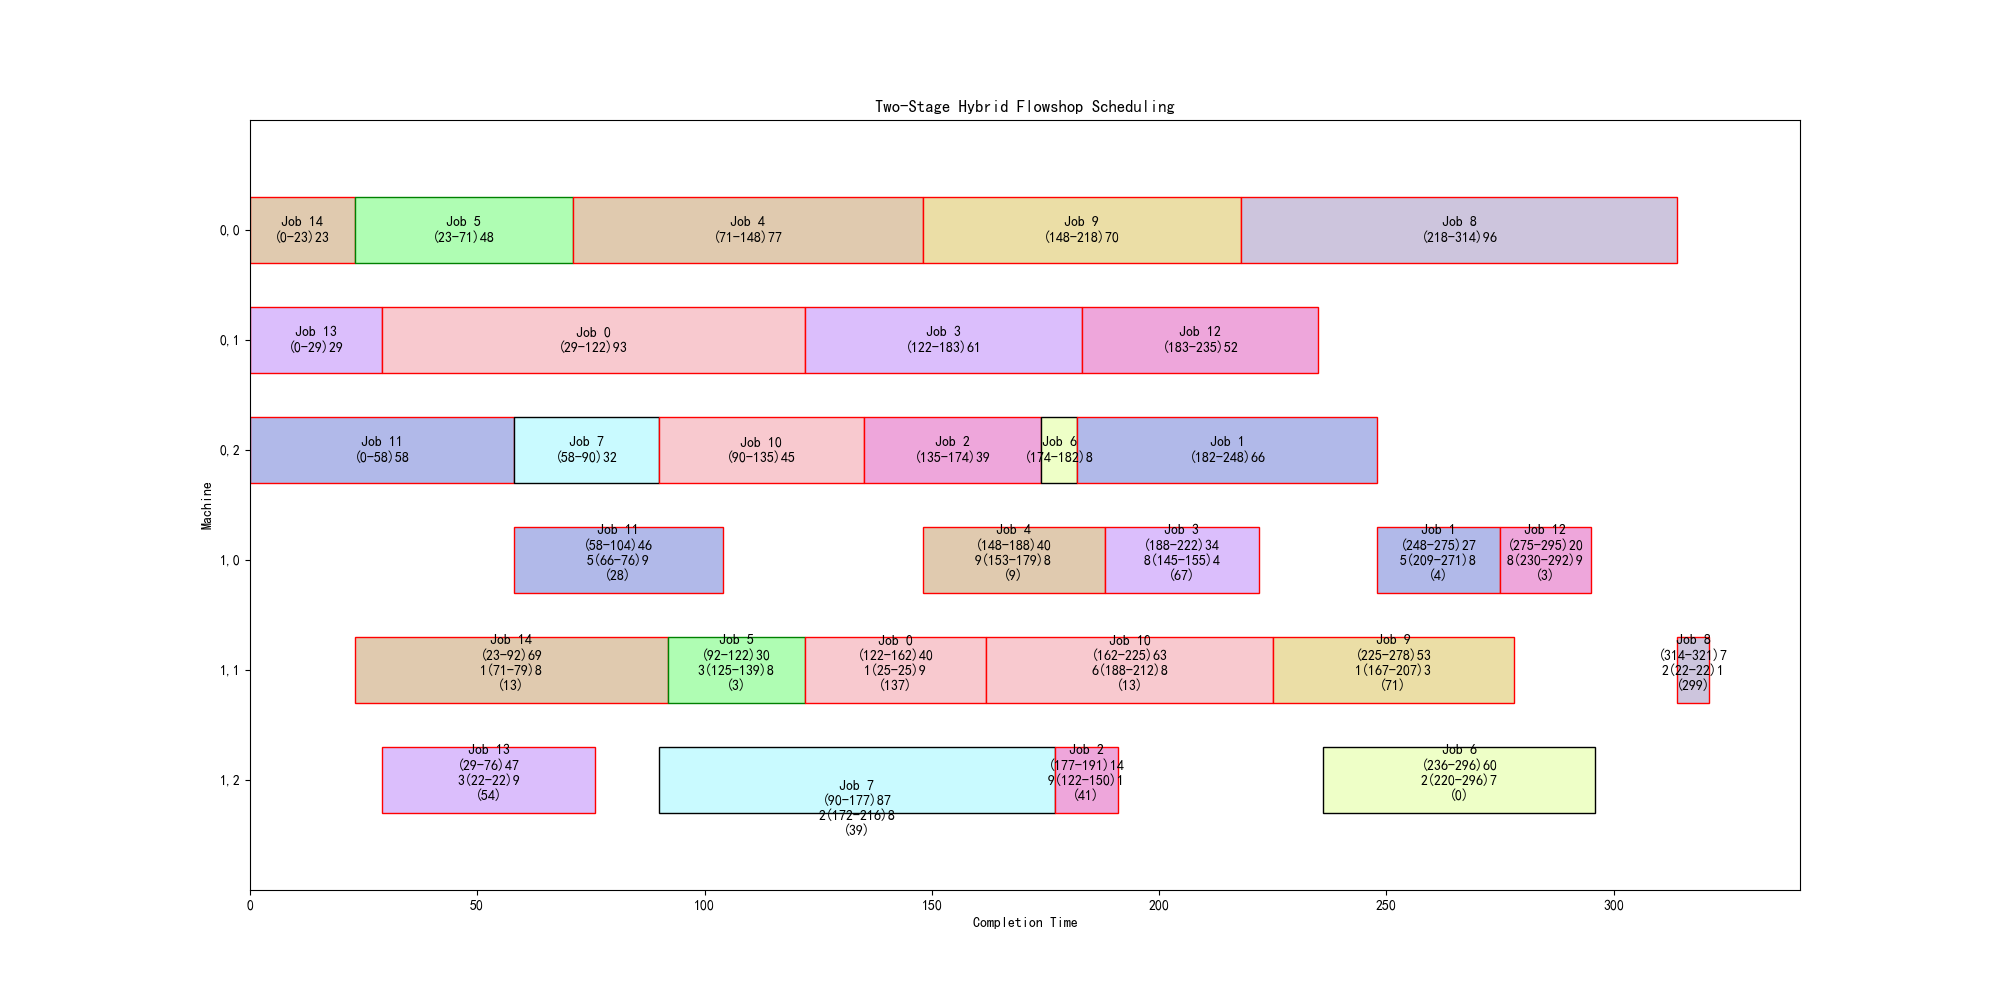 Two-Stage Hybrid Flowshop Scheduling
Machine
0,0
Job 14
(0-23)23
Job 5
(23-71)48
Job 4
(71-148)77
Job 9
(148-218)70
Job 8
(218-314)96
0,1
Job 13
(0-29)29
Job 0
(29-122)93
Job 3
(122-183)61
Job 12
(183-235)52
0,2
Job 11
(0-58)58
Job 7
(58-90)32
Job 10
(90-135)45
Job 2
(135-174)39
Job 6
(174-182)8
Job 1
(182-248)66
1,0
Job 11
(58-104)46
5(66-76)9
(28)
Job 4
(148-188)40
9(153-179)8
(9)
Job 3
(188-222)34
8(145-155)4
(67)
Job 1
(248-275)27
5(209-271)8
(4)
Job 12
(275-295)20
8(230-292)9
(3)
1,1
Job 14
(23-92)69
1(71-79)8
(13)
Job 5
(92-122)30
3(125-139)8
(3)
Job 0
(122-162)40
1(25-25)9
(137)
Job 10
(162-225)63
6(188-212)8
(13)
Job 9
(225-278)53
1(167-207)3
(71)
Job 8
(314-321)7
2(22-22)1
(299)
1,2
Job 13
(29-76)47
3(22-22)9
(54)
Job 7
(90-177)87
2(172-216)8
(39)
Job 2
(177-191)14
9(122-150)1
(41)
Job 6
(236-296)60
2(220-296)7
(0)
0
50
100
150
200
250
300
Completion Time